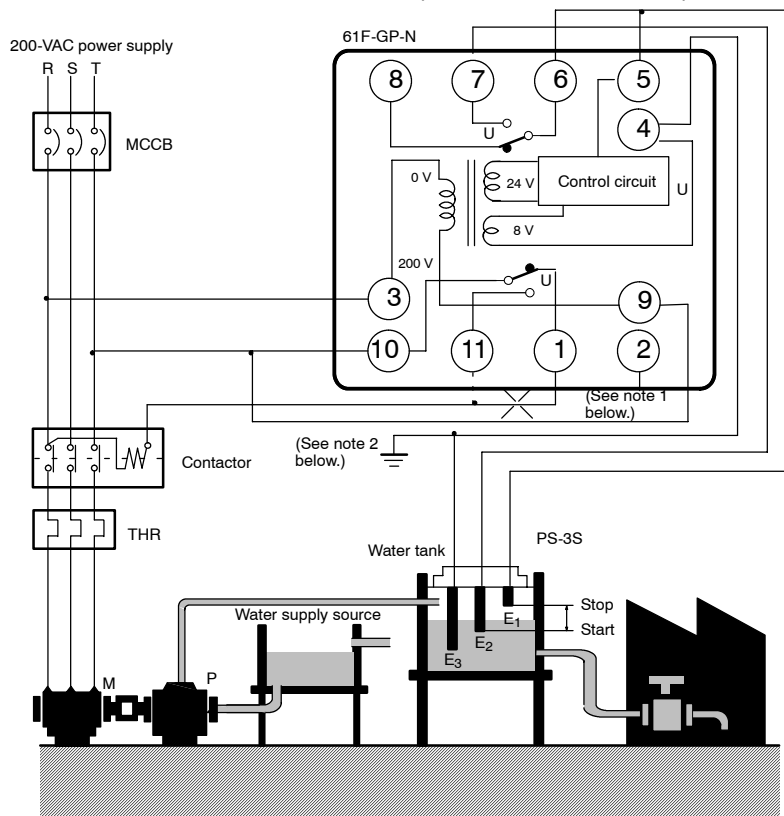 61F-GP-N
200-VAC power supply
R S T
MCCB
8 7 6 5
4
U
0 V
24 V
Control circuit
U
8 V
200 V
3
U
9
10 11 1 2
(See note 1
below.)
(See note 2
below.)
Contactor
THR
PS-3S
Water tank
Water supply source
Stop
Start
E1
E2
E3
M
P